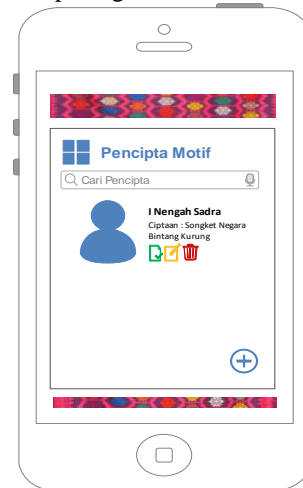 Pencipta Motif
Cari Pencipta
I Nengah Sadra
Ciptaan : Songket Negara
Bintang Kurung